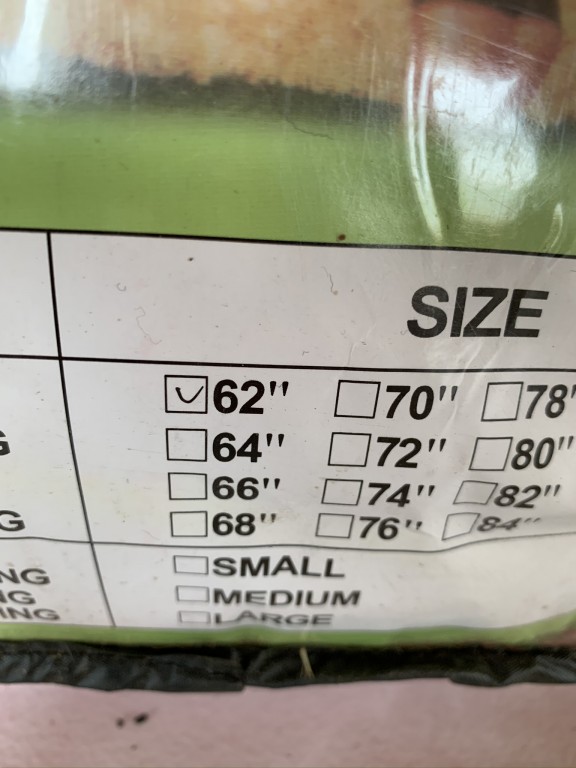 SIZE
62" 70" 78"
64" 72" 80"
66" 74" 82"
68" 76" 84"
SMALL
MEDIUM
LARGE